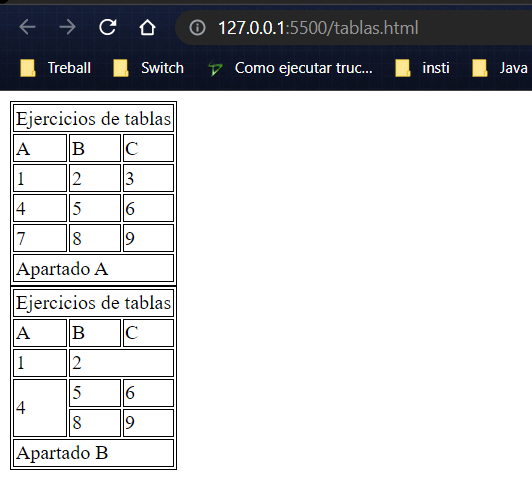 127.0.0.1:5500/tablas.html
Treball Switch Como ejecutar truc... insti Java
Ejercicios de tablas
A B C
1 2 3
4 5 6
7 8 9
Apartado A
Ejercicios de tablas
A B C
1 2
4 5 6
8 9
Apartado B